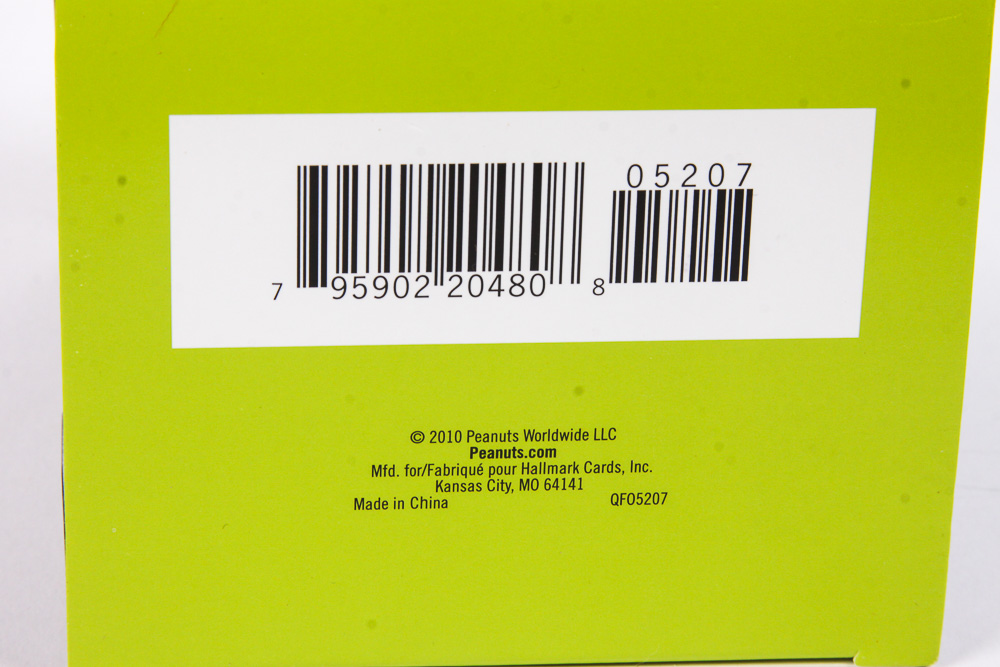 05207
7 95902 20480 8
© 2010 Peanuts Worldwide LLC
Peanuts.com
Mfd. for/Fabriqué pour Hallmark Cards, Inc.
Kansas City, MO 64141
Made in China QFO5207